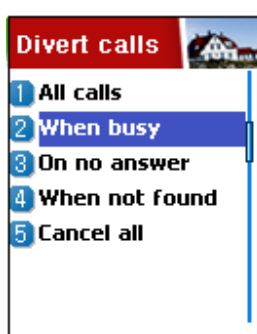 Divert calls
1 All calls
2 When busy
3 On no answer
4 When not found
5 Cancel all